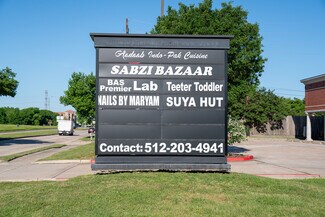 Aadaab Indo-Pak Cuisine
SABZI BAZAAR
BAS Premier Lab
Teeter Toddler
NAILS BY MARYAM
SUYA HUT
Contact: 512-203-4941